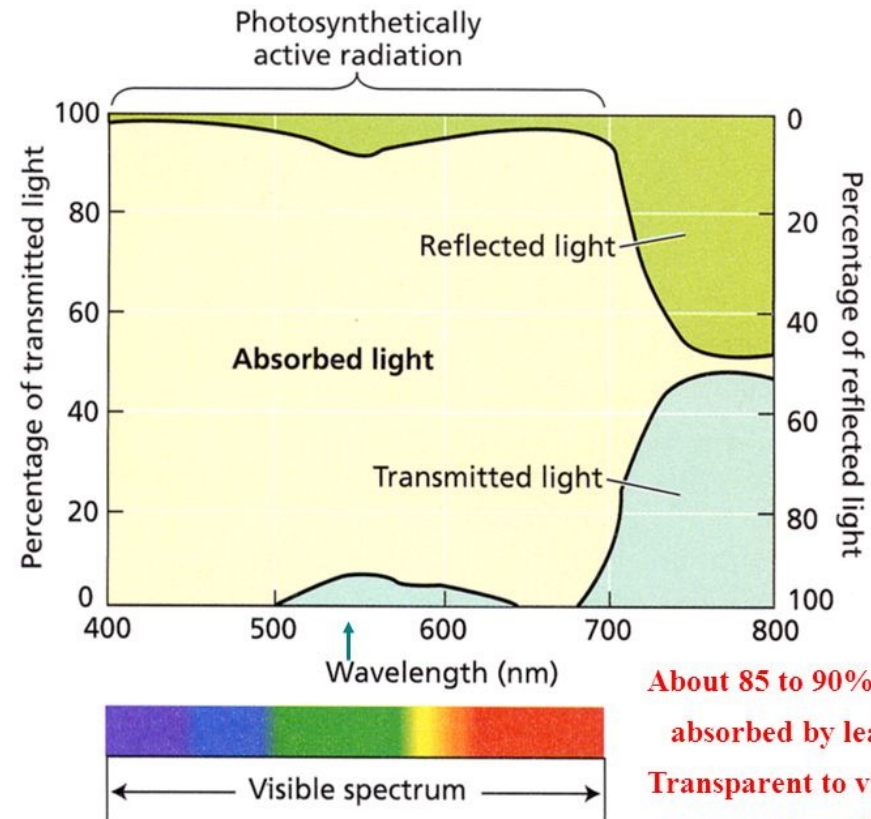 Photosynthetically
active radiation
Percentage of transmitted light
100
80
60
40
20
0
Reflected light
Absorbed light
Transmitted light
0
20
40
60
80
100
Percentage of reflected light
400
500
600
700
800
Wavelength (nm)
Visible spectrum
About 85 to 90%
absorbed by
Transparent to